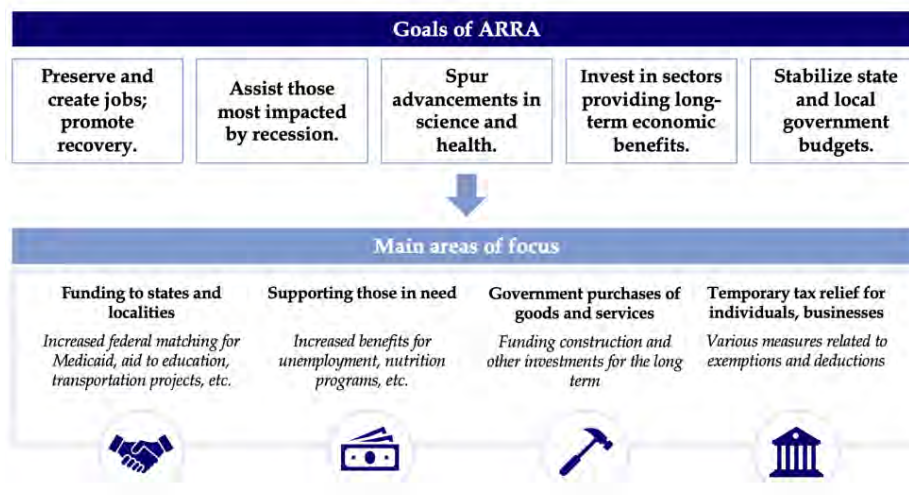 Goals of ARRA
Preserve and
create jobs;
promote
recovery.
Assist those
most impacted
by recession.
Spur
advancements in
science and
health.
Invest in sectors
providing long-
term economic
benefits.
Stabilize state
and local
government
budgets.
Main areas of focus
Funding to states and
localities
Increased federal matching for
Medicaid, aid to education,
transportation projects, etc.
Supporting those in need
Increased benefits for
unemployment, nutrition
programs, etc.
Government purchases of
goods and services
Funding construction and
other investments for the long
term
Temporary tax relief for
individuals, businesses
Various measures related to
exemptions and deductions